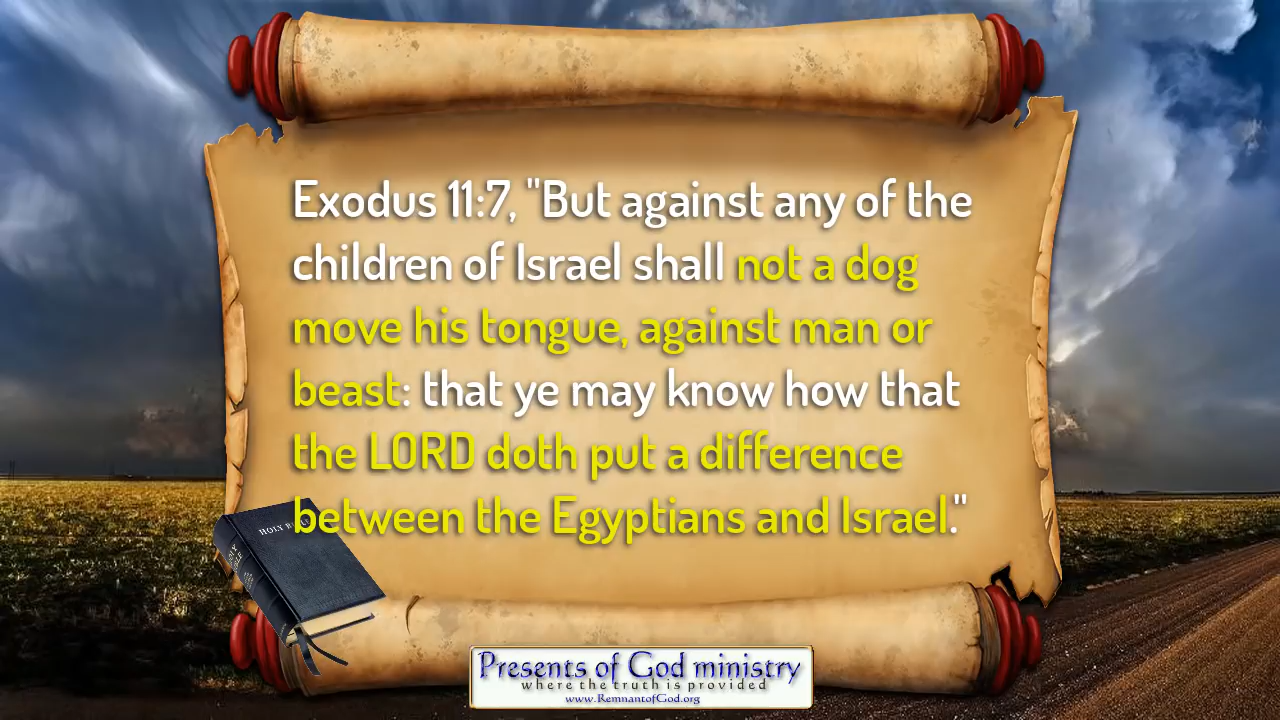 Exodus 11:7, "But against any of the
children of Israel shall not a dog
move his tongue, against man or
beast: that ye may know how that
the LORD doth put a difference
between the Egyptians and Israel."
HOLY
Presents of God ministry
where the truth is provided
www.RemnantofGod.org